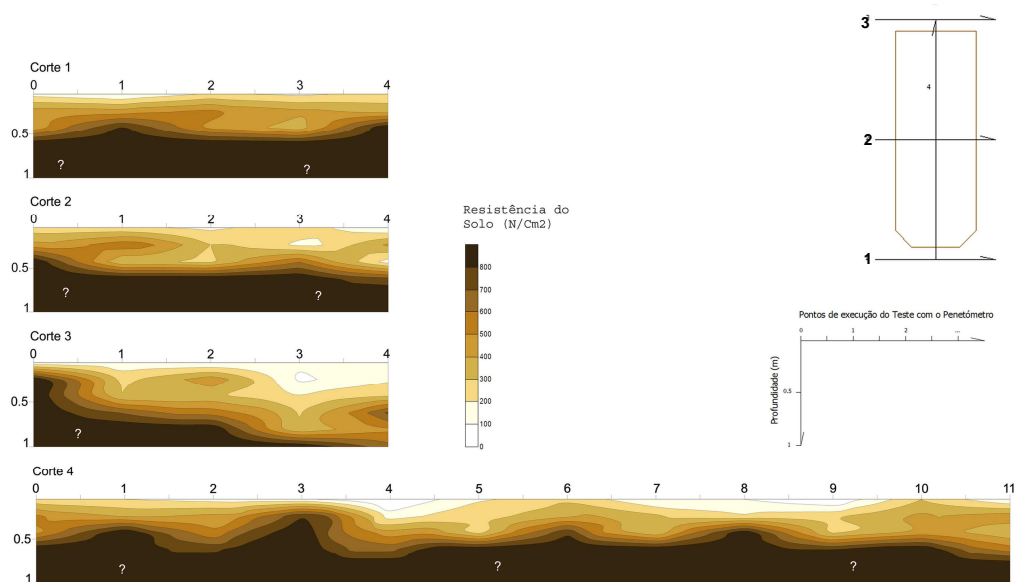 Corte 1
0 1 2 3 4
0.5
1
? ?
Corte 2
0 1 2 3 4
0.5
1
? ?
Corte 3
0 1 2 3 4
0.5
1
?
Resistência do
Solo (N/Cm2)
800
700
600
500
400
300
200
100
0
3
4
2
1
Pontos de execução do Teste com o Penetómetro
0 1 2 ...
Profundidade (m)
0.5
1
Corte 4
0 1 2 3 4 5 6 7 8 9 10 11
0.5
1
? ? ?